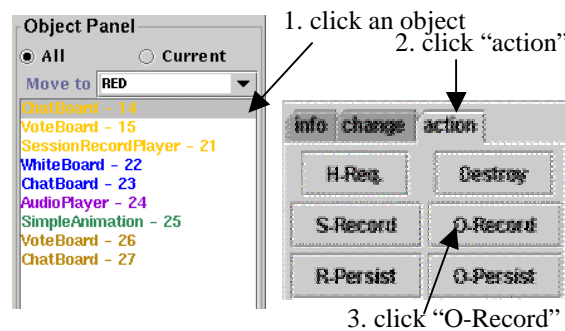 Object Panel
All Current
Move to RED
ChatBoard - 14
VoteBoard - 15
SessionRecordPlayer - 21
WhiteBoard - 22
ChatBoard - 23
AudioPlayer - 24
SimpleAnimation - 25
VoteBoard - 26
ChatBoard - 27
1. click an object
2. click “action”
info change action
H-Req. Destroy
S-Record O-Record
R-Persist O-Persist
3. click “O-Record”